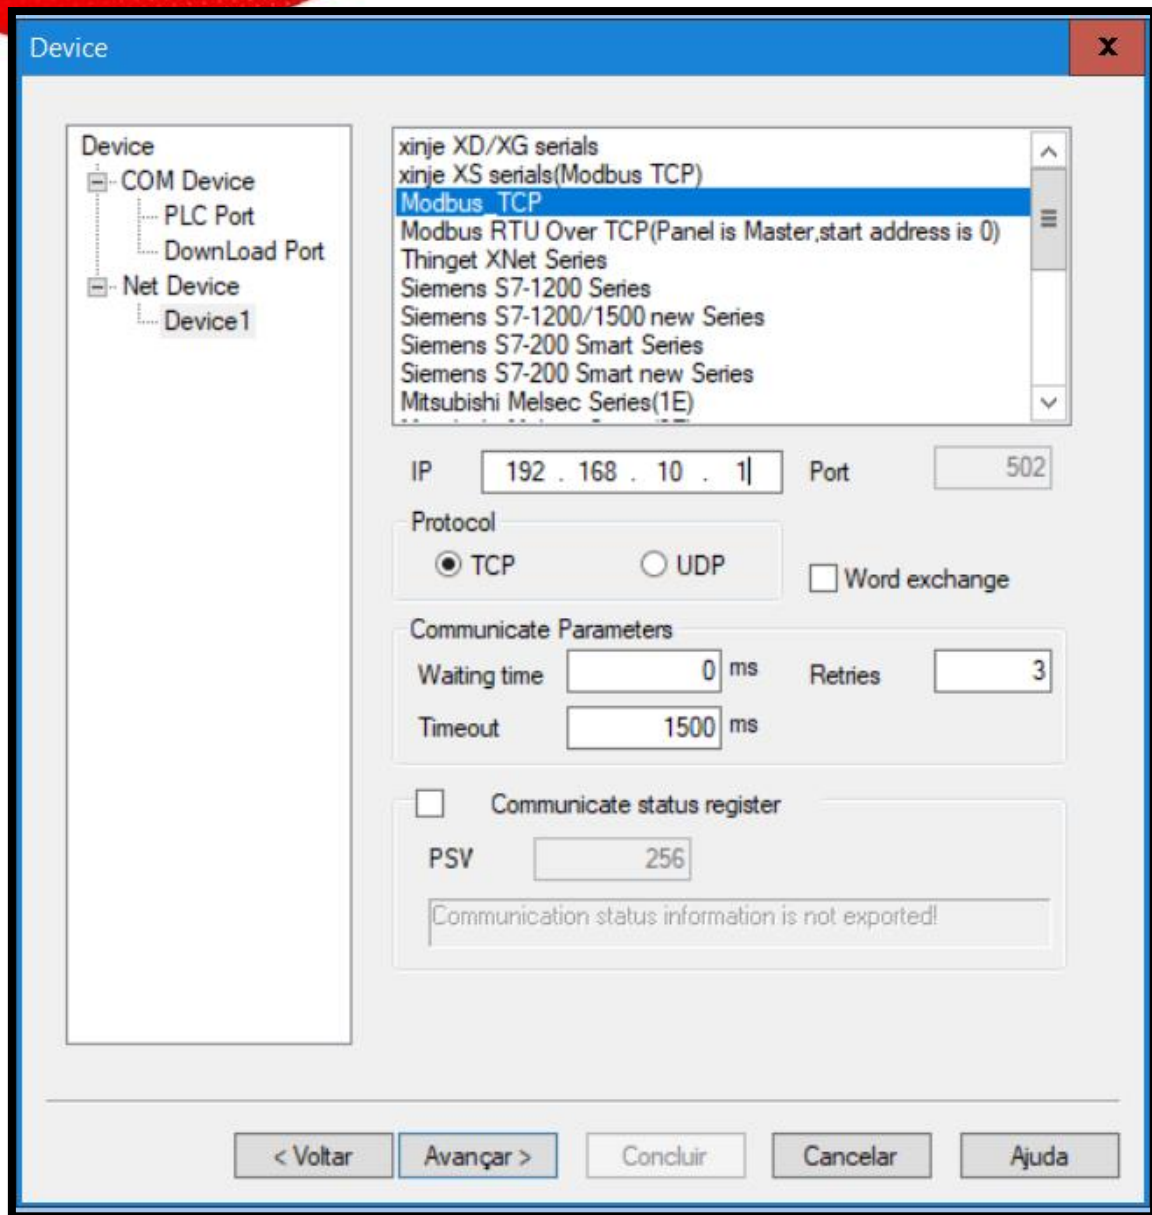 Device
X
Device
COM Device
PLC Port
DownLoad Port
Net Device
Device1
xinje XD/XG serials
xinje XS serials(Modbus TCP)
Modbus_TCP
Modbus RTU Over TCP(Panel is Master,start address is 0)
Thinget XNet Series
Siemens S7-1200 Series
Siemens S7-1200/1500 new Series
Siemens S7-200 Smart Series
Siemens S7-200 Smart new Series
Mitsubishi Melsec Series(1E)
IP 192 . 168 . 10 . 1 Port 502
Protocol
TCP UDP
Word exchange
Communicate Parameters
Waiting time 0 ms Retries 3
Timeout 1500 ms
Communicate status register
PSW 256
Communication status information is not exported!
< Voltar Avançar > Concluir Cancelar Ajuda